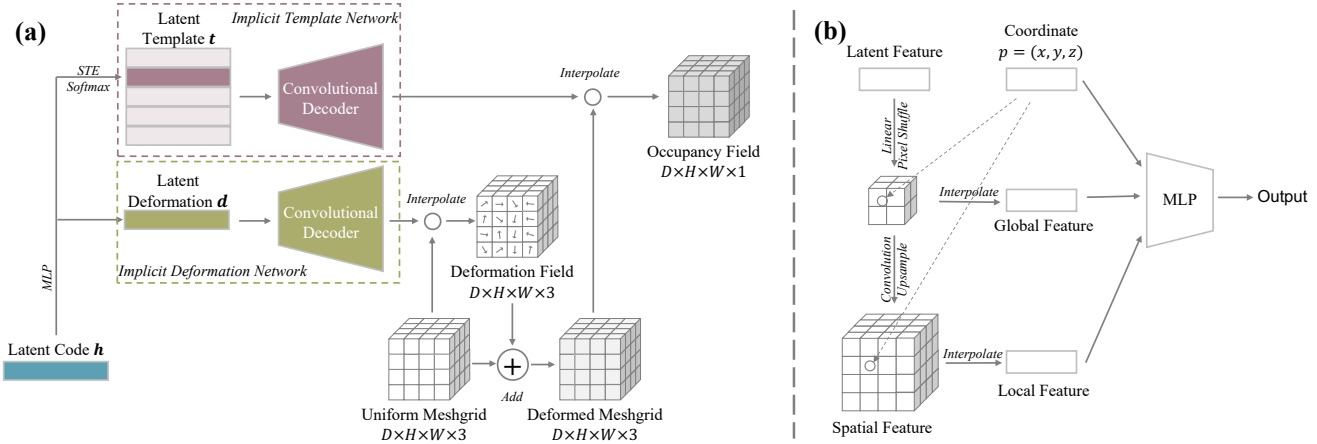 (a)
Implicit Template Network
Latent
Template t
STE
Softmax
Convolutional
Decoder
Interpolate
Occupancy Field
D×H×W×1
Latent
Deformation d
Convolutional
Decoder
Interpolate
Implicit Deformation Network
Deformation Field
D×H×W×3
MLP
Latent Code h
+
Add
Uniform Meshgrid
D×H×W×3
Deformed Meshgrid
D×H×W×3
(b)
Latent Feature
Coordinate
p = (x, y, z)
Linear
Pixel Shuffle
Interpolate
Global Feature
MLP
Output
Convolution
Upsample
Interpolate
Local Feature
Spatial Feature